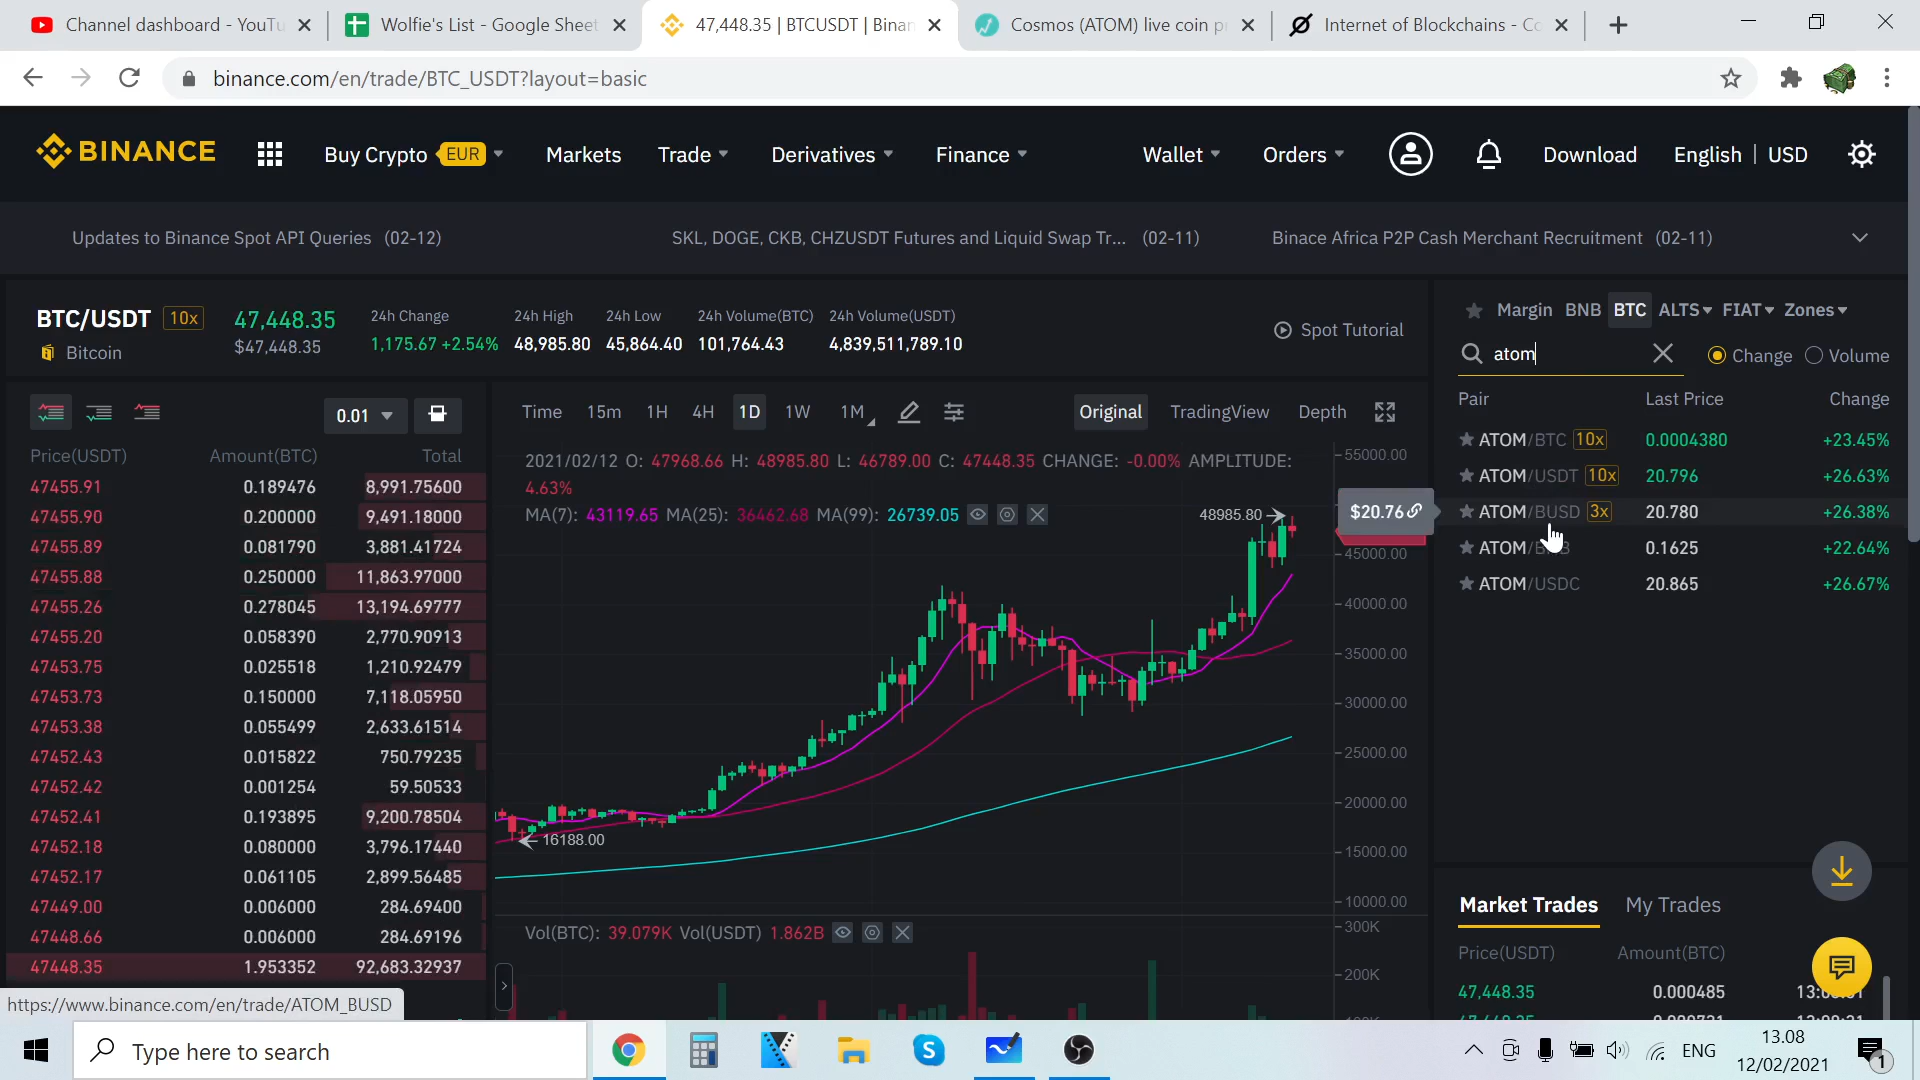 Channel dashboard - YouTu
Wolfie's List - Google Sheet
47,448.35 | BTCUSDT | Binan
Cosmos (ATOM) live coin p
Internet of Blockchains - Co
binance.com/en/trade/BTC_USDT?layout=basic
BINANCE
Buy Crypto EUR
Markets
Trade
Derivatives
Finance
Wallet
Orders
Download
English | USD
Updates to Binance Spot API Queries (02-12)
SKL, DOGE, CKB, CHZUSDT Futures and Liquid Swap Tr... (02-11)
Binace Africa P2P Cash Merchant Recruitment (02-11)
BTC/USDT 10x
Bitcoin
47,448.35
$47,448.35
24h Change
1,175.67 +2.54%
24h High
48,985.80
24h Low
45,864.40
24h Volume(BTC)
101,764.43
24h Volume(USDT)
4,839,511,789.10
Spot Tutorial
Margin BNB BTC ALTS FIAT Zones
atom
Change Volume
Pair Last Price Change
ATOM/BTC 10x 0.0004380 +23.45%
ATOM/USDT 10x 20.796 +26.63%
ATOM/BUSD 3x 20.780 +26.38%
ATOM/BNB 0.1625 +22.64%
ATOM/USDC 20.865 +26.67%
$20.76
0.01
Price(USDT) Amount(BTC) Total
47455.91 0.189476 8,991.75600
47455.90 0.200000 9,491.18000
47455.89 0.081790 3,881.41724
47455.88 0.250000 11,863.97000
47455.26 0.278045 13,194.69777
47455.20 0.058390 2,770.90913
47453.75 0.025518 1,210.92479
47453.73 0.150000 7,118.05950
47453.38 0.055499 2,633.61514
47452.43 0.015822 750.79235
47452.42 0.001254 59.50533
47452.41 0.193895 9,200.78504
47452.18 0.080000 3,796.17440
47452.17 0.061105 2,899.56485
47449.00 0.006000 284.69400
47448.66 0.006000 284.69196
47448.35 1.953352 92,683.32937
Time 15m 1H 4H 1D 1W 1M
Original TradingView Depth
2021/02/12 O: 47968.66 H: 48985.80 L: 46789.00 C: 47448.35 CHANGE: -0.00% AMPLITUDE:
4.63%
MA(7): 43119.65 MA(25): 36462.68 MA(99): 26739.05
48985.80
16188.00
55000.00
45000.00
40000.00
35000.00
30000.00
25000.00
20000.00
15000.00
10000.00
Vol(BTC): 39.079K Vol(USDT) 1.862B
300K
200K
Market Trades My Trades
Price(USDT) Amount(BTC)
47,448.35 0.000485
https://www.binance.com/en/trade/ATOM_BUSD
Type here to search
ENG
13.08
12/02/2021
1